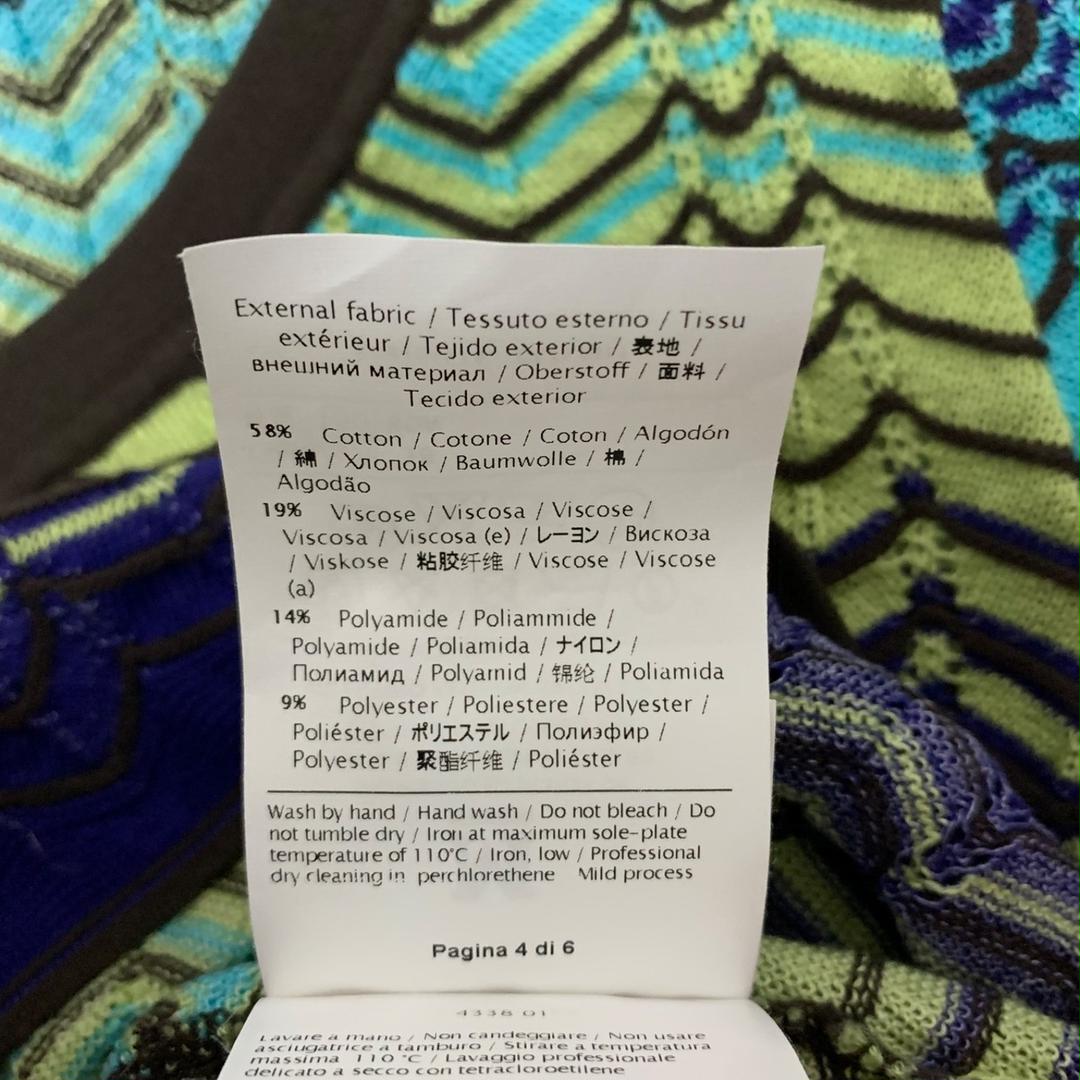 External fabric / Tessuto esterno / Tissu
extérieur / Tejido exterior / 表地 /
внешний материал / Oberstoff / 面料 /
Tecido exterior
58% Cotton / Cotone / Coton / Algodón
/ 綿 / Хлопок / Baumwolle / 棉 /
Algodão
19% Viscose / Viscosa / Viscose /
Viscosa / Viscosa (e) / レーヨン / Вискоза
/ Viskose / 粘胶纤维 / Viscose / Viscose
(a)
14% Polyamide / Poliammide /
Polyamide / Poliamida / ナイロン /
Полиамид / Polyamid / 锦纶 / Poliamida
9% Polyester / Poliestere / Polyester /
Poliéster / ポリエステル / Полиэфир /
Polyester / 聚酯纤维 / Poliéster
Wash by hand / Hand wash / Do not bleach / Do
not tumble dry / Iron at maximum sole-plate
temperature of 110°C / Iron, low / Professional
dry cleaning in perchlorethene Mild process
Pagina 4 di 6
4338 01
Lavare a mano / Non candeggiare / Non usare
asciugatrice a tamburo / Stirare a temperatura
massima 110 °C / Lavaggio professionale
delicato a secco con tetracloroetilene